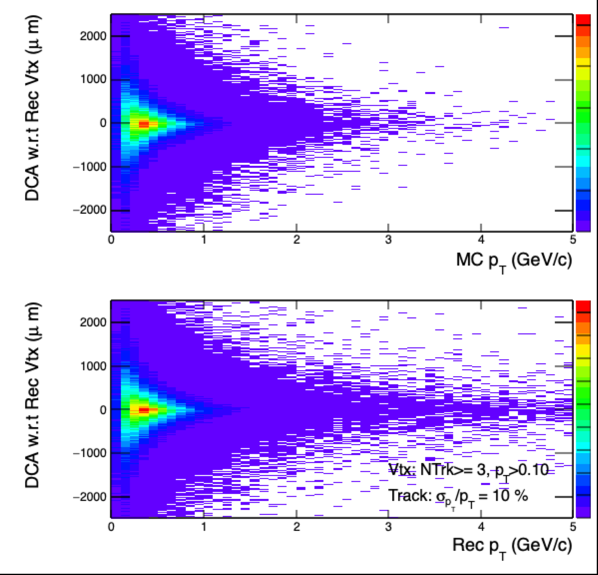 DCA w.r.t Rec Vtx (μ m)
2000
1000
0
−1000
−2000
0 1 2 3 4 5
MC p_T (GeV/c)
DCA w.r.t Rec Vtx (μ m)
2000
1000
0
−1000
−2000
Vtx: NTrk>= 3, p_T>0.10
Track: σ_{p_T}/p_T = 10 %
0 1 2 3 4 5
Rec p_T (GeV/c)